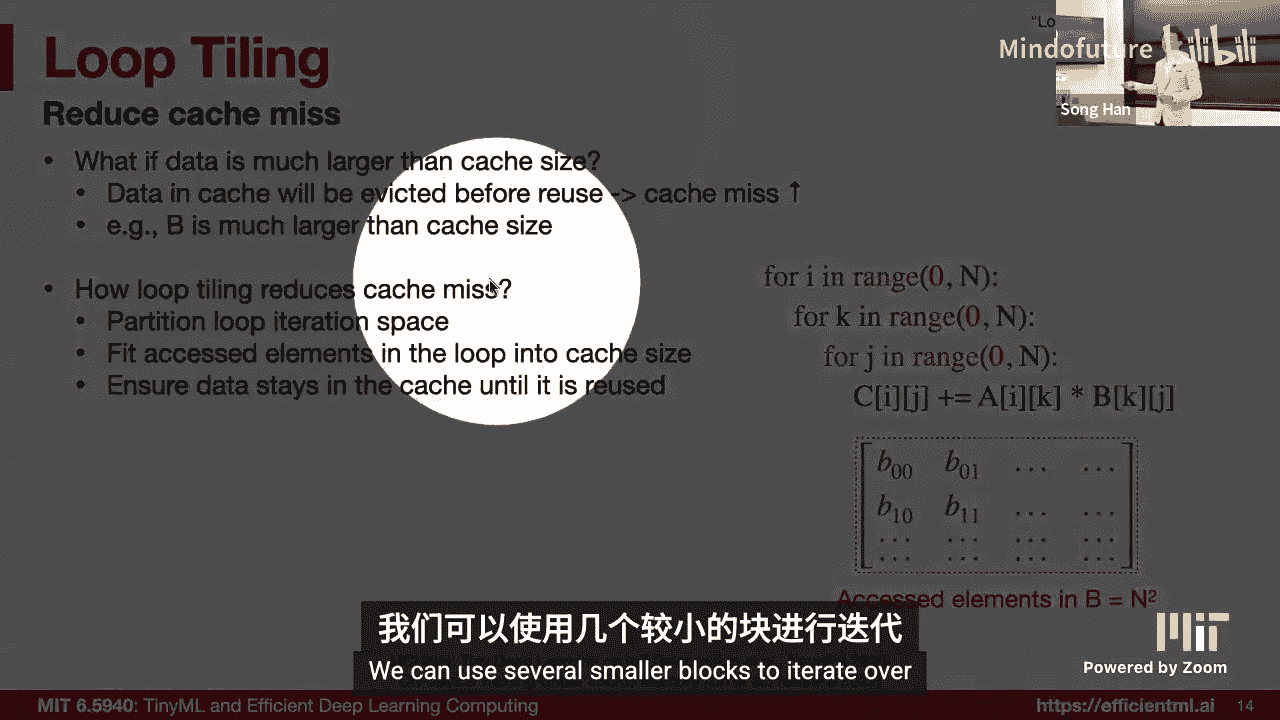 Loop Tiling
"Lo
Mindofuture bilibili
Song Han
Reduce cache miss
• What if data is much larger than cache size?
• Data in cache will be evicted before reuse -> cache miss ↑
• e.g., B is much larger than cache size
• How loop tiling reduces cache miss?
• Partition loop iteration space
• Fit accessed elements in the loop into cache size
• Ensure data stays in the cache until it is reused
for i in range(0, N):
for k in range(0, N):
for j in range(0, N):
C[i][j] += A[i][k] * B[k][j]
b₀₀ b₀₁ ... ...
b₁₀ b₁₁ ... ...
... ... ... ...
... ... ... ...
Accessed elements in B = N²
我们可以使用几个较小的块进行迭代
We can use several smaller blocks to iterate over
MIT
Powered by Zoom
MIT 6.5940: TinyML and Efficient Deep Learning Computing
https://efficientml.ai
14